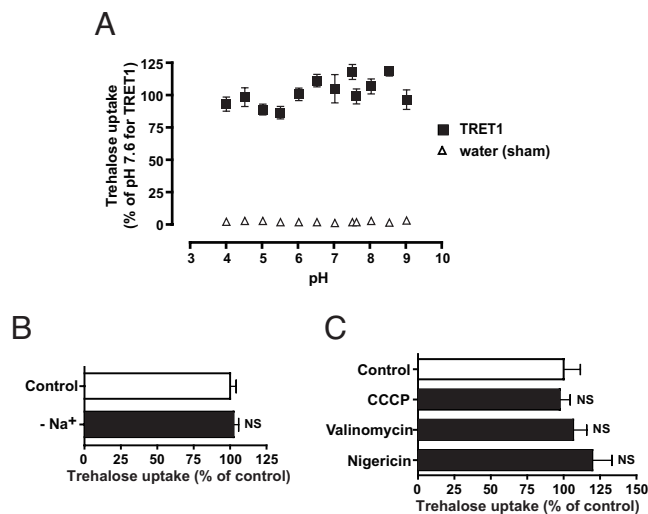 A
Trehalose uptake
(% of pH 7.6 for TRET1)
125
100
75
50
25
0
3 4 5 6 7 8 9 10
pH
TRET1
water (sham)
B
Control
- Na+
NS
0 25 50 75 100 125
Trehalose uptake (% of control)
C
Control
CCCP
NS
Valinomycin
NS
Nigericin
NS
0 25 50 75 100 125 150
Trehalose uptake (% of control)